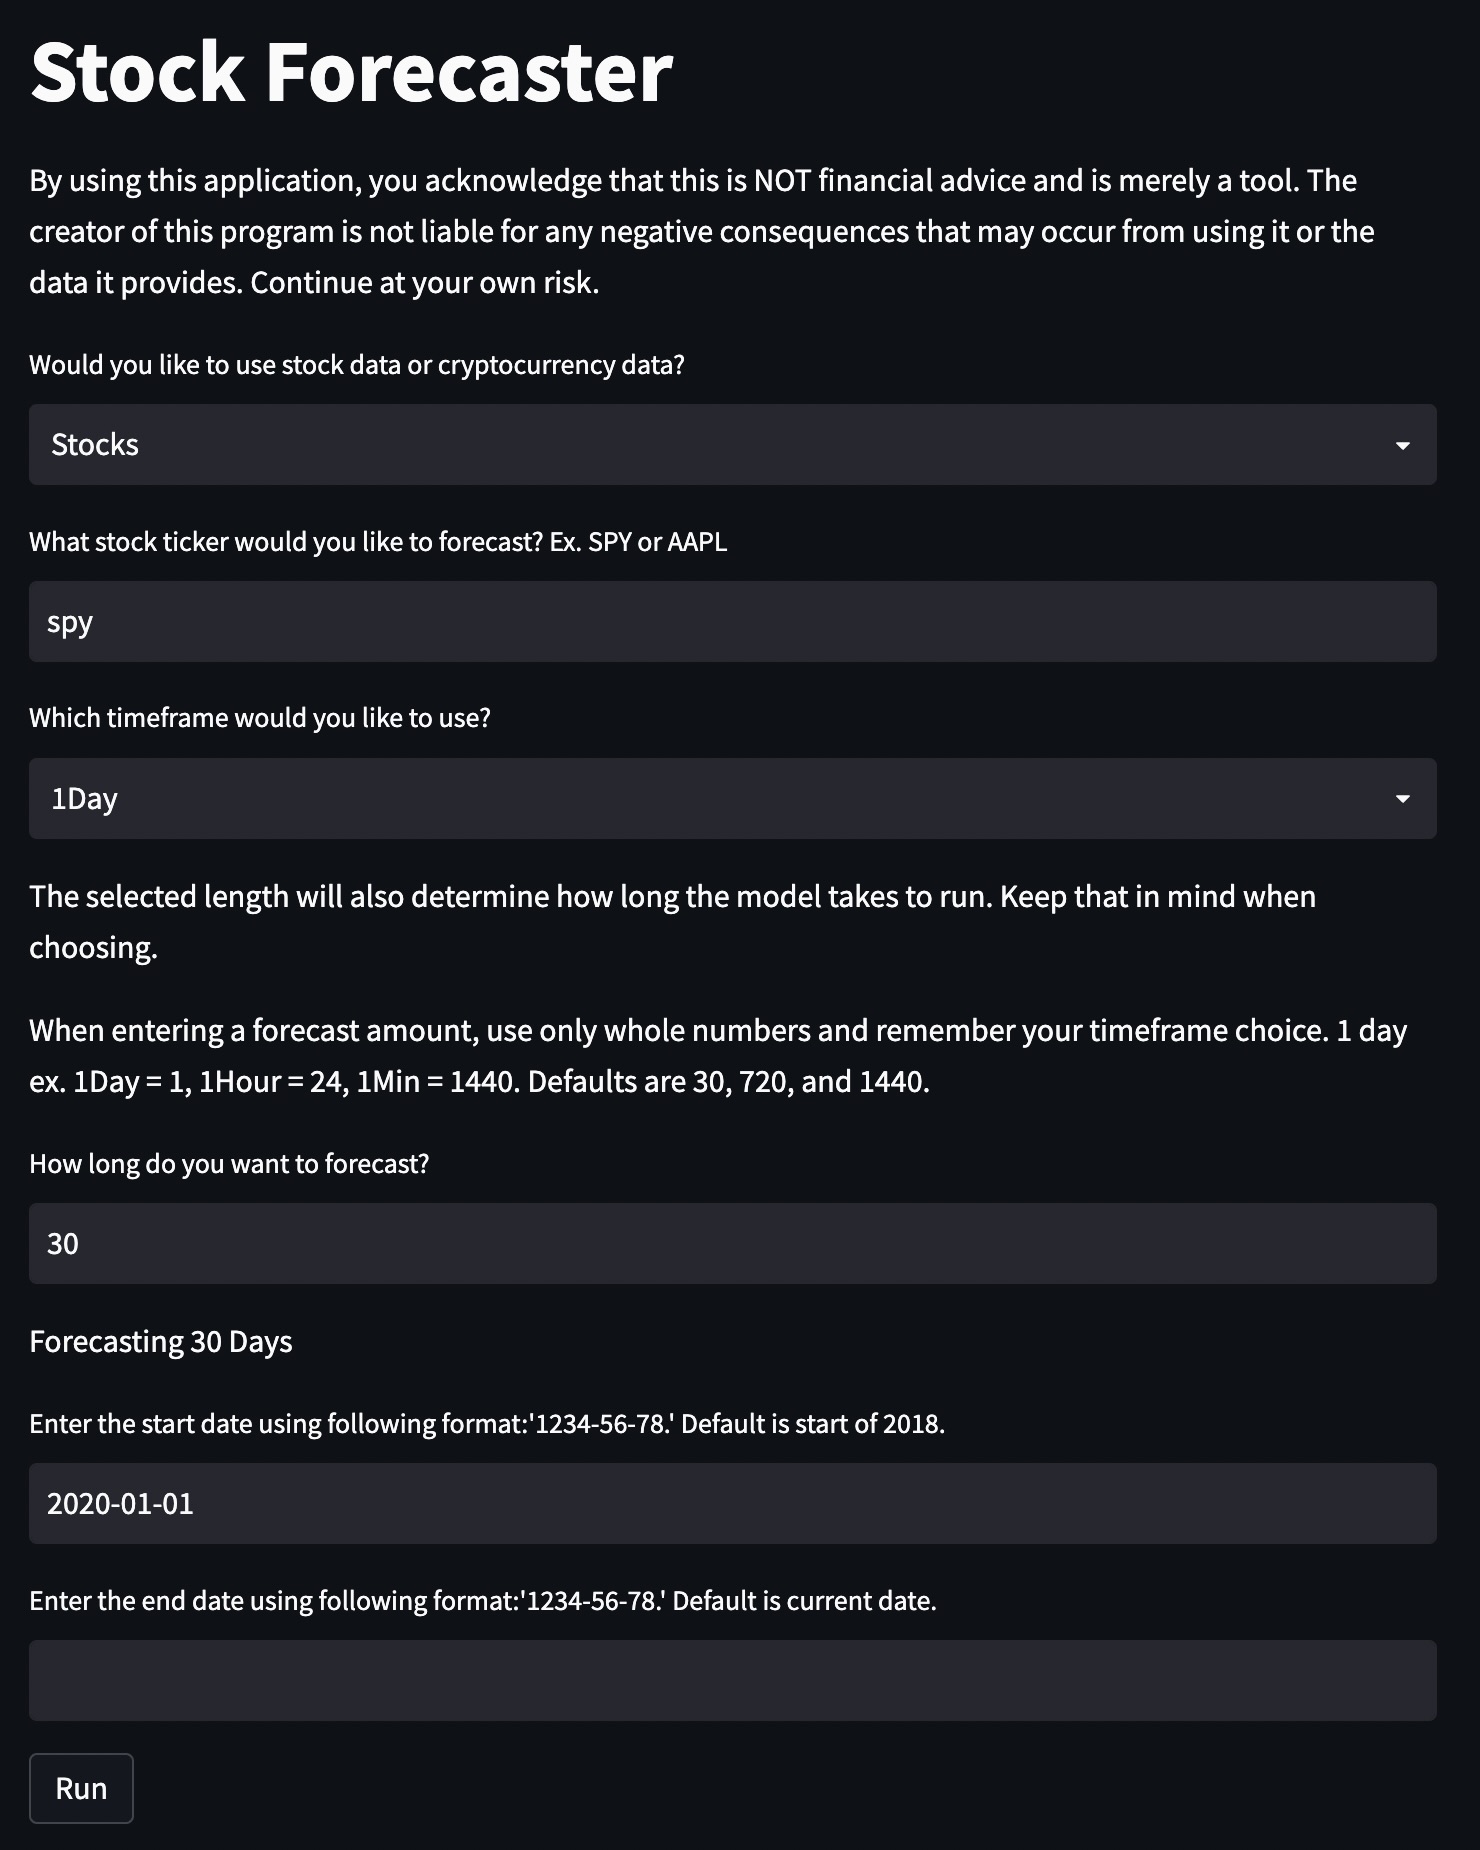 Stock Forecaster
By using this application, you acknowledge that this is NOT financial advice and is merely a tool. The
creator of this program is not liable for any negative consequences that may occur from using it or the
data it provides. Continue at your own risk.
Would you like to use stock data or cryptocurrency data?
Stocks
What stock ticker would you like to forecast? Ex. SPY or AAPL
spy
Which timeframe would you like to use?
1Day
The selected length will also determine how long the model takes to run. Keep that in mind when
choosing.
When entering a forecast amount, use only whole numbers and remember your timeframe choice. 1 day
ex. 1Day = 1, 1Hour = 24, 1Min = 1440. Defaults are 30, 720, and 1440.
How long do you want to forecast?
30
Forecasting 30 Days
Enter the start date using following format:'1234-56-78.' Default is start of 2018.
2020-01-01
Enter the end date using following format:'1234-56-78.' Default is current date.
Run